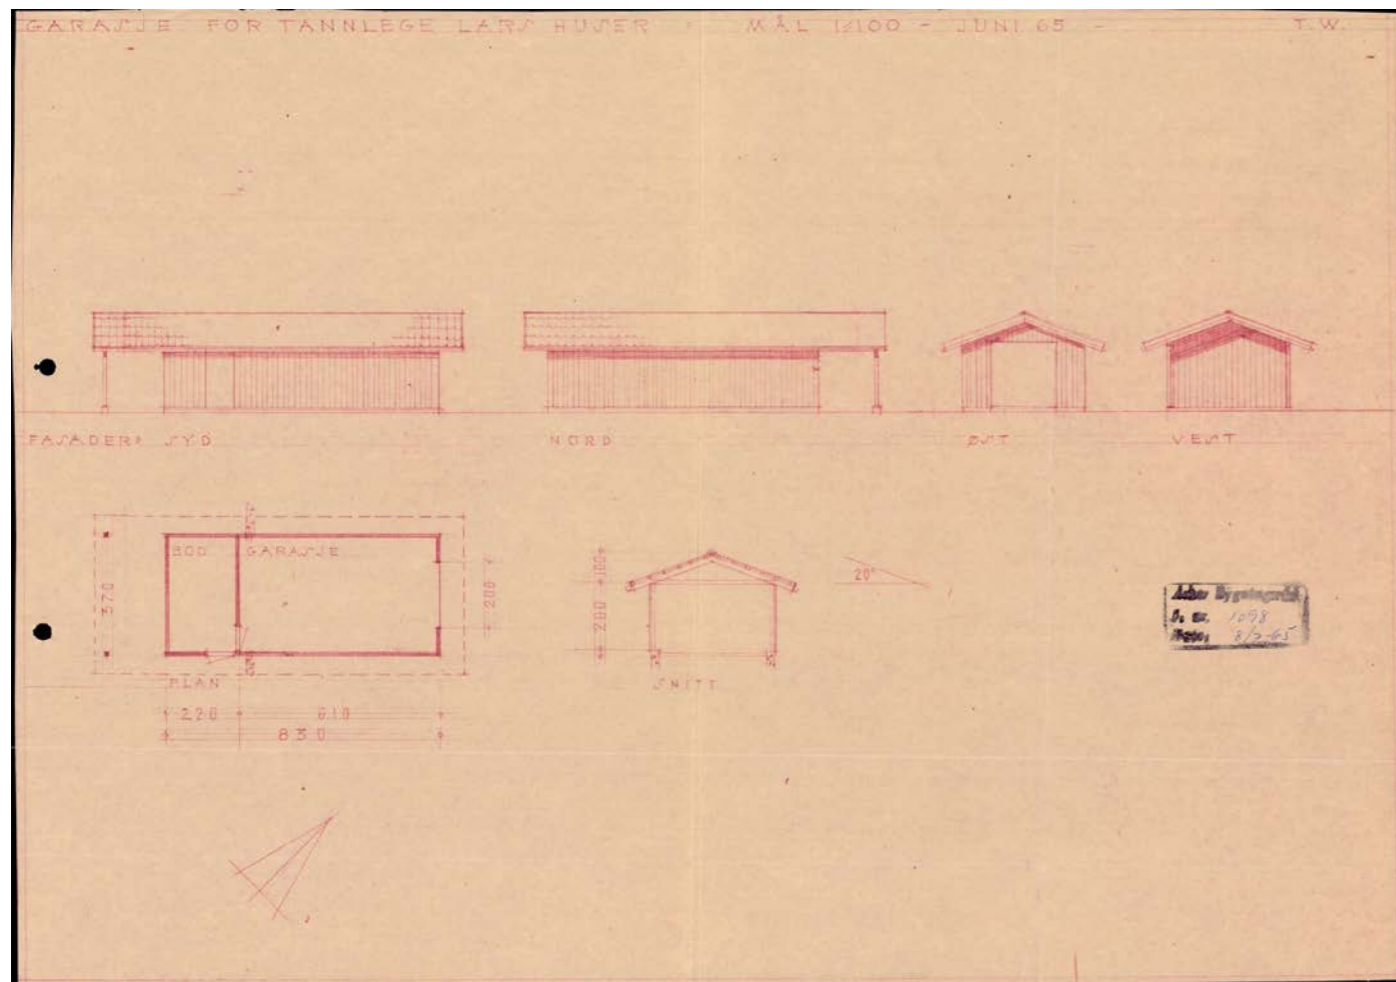 GARASJE FOR TANNLEGE LARS HUSER - MÅL 1:100 - JUNI 65 - T.W.
FASADER: SYD NORD ØST VEST
BOD GARASJE
370
200
200 100
20°
PLAN
SNITT
220 610
830
Asker Bygningsråd
J. nr. 1098
8/7-65